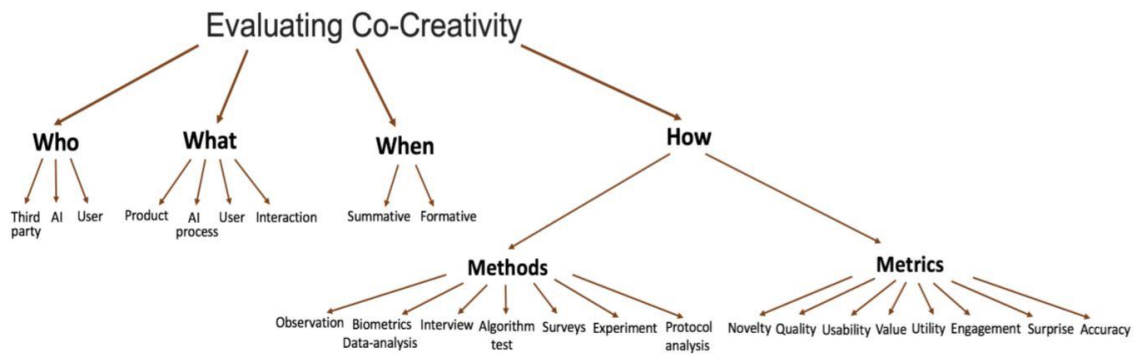 Evaluating Co-Creativity
Who
What
When
How
Third party
AI
User
Product
AI process
User
Interaction
Summative
Formative
Methods
Metrics
Observation
Biometrics Data-analysis
Interview
Algorithm test
Surveys
Experiment
Protocol analysis
Novelty
Quality
Usability
Value
Utility
Engagement
Surprise
Accuracy